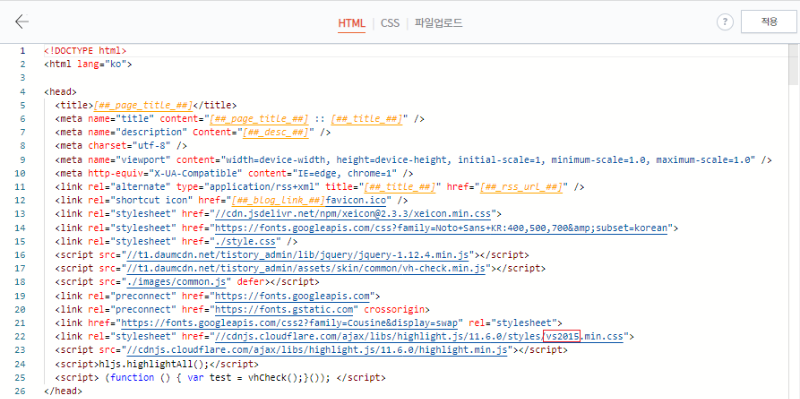 ← HTML | CSS | 파일업로드 ? 적용
1 <!DOCTYPE html>
2 <html lang="ko">
3
4 <head>
5 <title>[##_page_title_##]</title>
6 <meta name="title" content="[##_page_title_##] :: [##_title_##]" />
7 <meta name="description" Content="[##_desc_##]" />
8 <meta charset="utf-8" />
9 <meta name="viewport" content="width=device-width, height=device-height, initial-scale=1, minimum-scale=1.0, maximum-scale=1.0" />
10 <meta http-equiv="X-UA-Compatible" content="IE=edge, chrome=1" />
11 <link rel="alternate" type="application/rss+xml" title="[##_title_##]" href="[##_rss_url_##]" />
12 <link rel="shortcut icon" href="[##_blog_link_##]favicon.ico" />
13 <link rel="stylesheet" href="//cdn.jsdelivr.net/npm/xeicon@2.3.3/xeicon.min.css">
14 <link rel="stylesheet" href="https://fonts.googleapis.com/css?family=Noto+Sans+KR:400,500,700&amp;subset=korean">
15 <link rel="stylesheet" href="./style.css" />
16 <script src="//t1.daumcdn.net/tistory_admin/lib/jquery/jquery-1.12.4.min.js"></script>
17 <script src="//t1.daumcdn.net/tistory_admin/assets/skin/common/vh-check.min.js"></script>
18 <script src="./images/common.js" defer></script>
19 <link rel="preconnect" href="https://fonts.googleapis.com">
20 <link rel="preconnect" href="https://fonts.gstatic.com" crossorigin>
21 <link href="https://fonts.googleapis.com/css2?family=Cousine&display=swap" rel="stylesheet">
22 <link rel="stylesheet" href="//cdnjs.cloudflare.com/ajax/libs/highlight.js/11.6.0/styles/vs2015.min.css">
23 <script src="//cdnjs.cloudflare.com/ajax/libs/highlight.js/11.6.0/highlight.min.js"></script>
24 <script>hljs.highlightAll();</script>
25 <script> (function () { var test = vhCheck();}()); </script>
26 </head>